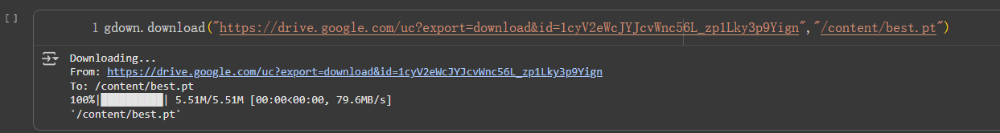 [ ]
1 gdown.download("https://drive.google.com/uc?export=download&id=1cyV2eWcJYJcvWnc56L_zp1Lky3p9Yign","/content/best.pt")
Downloading...
From: https://drive.google.com/uc?export=download&id=1cyV2eWcJYJcvWnc56L_zp1Lky3p9Yign
To: /content/best.pt
100%|██████████| 5.51M/5.51M [00:00<00:00, 79.6MB/s]
'/content/best.pt'